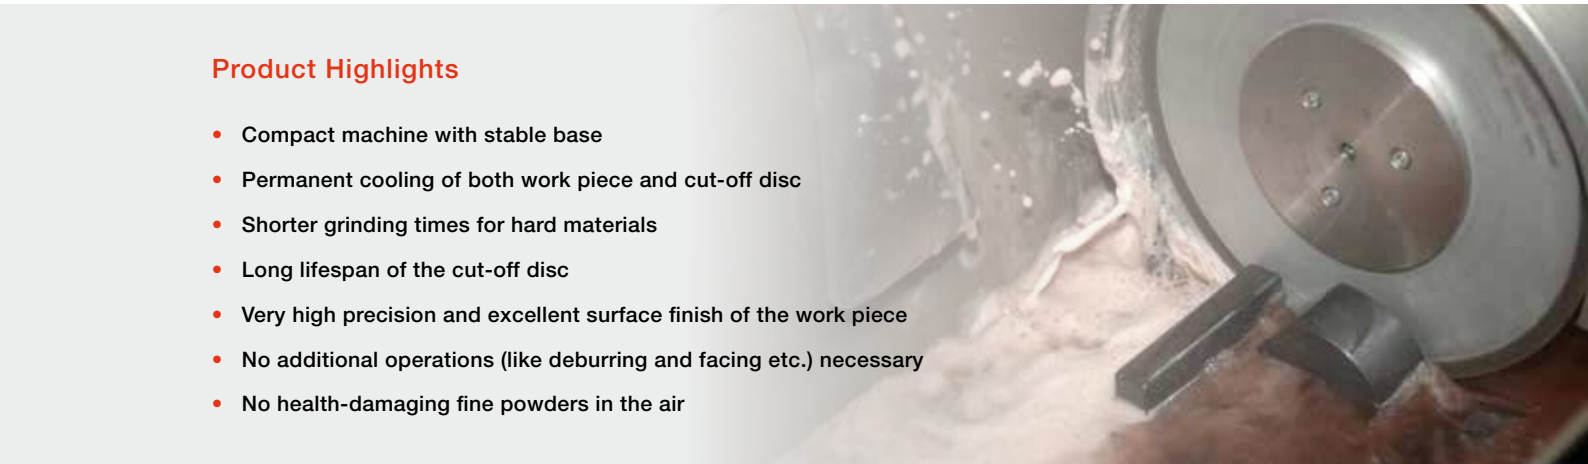 Product Highlights
• Compact machine with stable base
• Permanent cooling of both work piece and cut-off disc
• Shorter grinding times for hard materials
• Long lifespan of the cut-off disc
• Very high precision and excellent surface finish of the work piece
• No additional operations (like deburring and facing etc.) necessary
• No health-damaging fine powders in the air